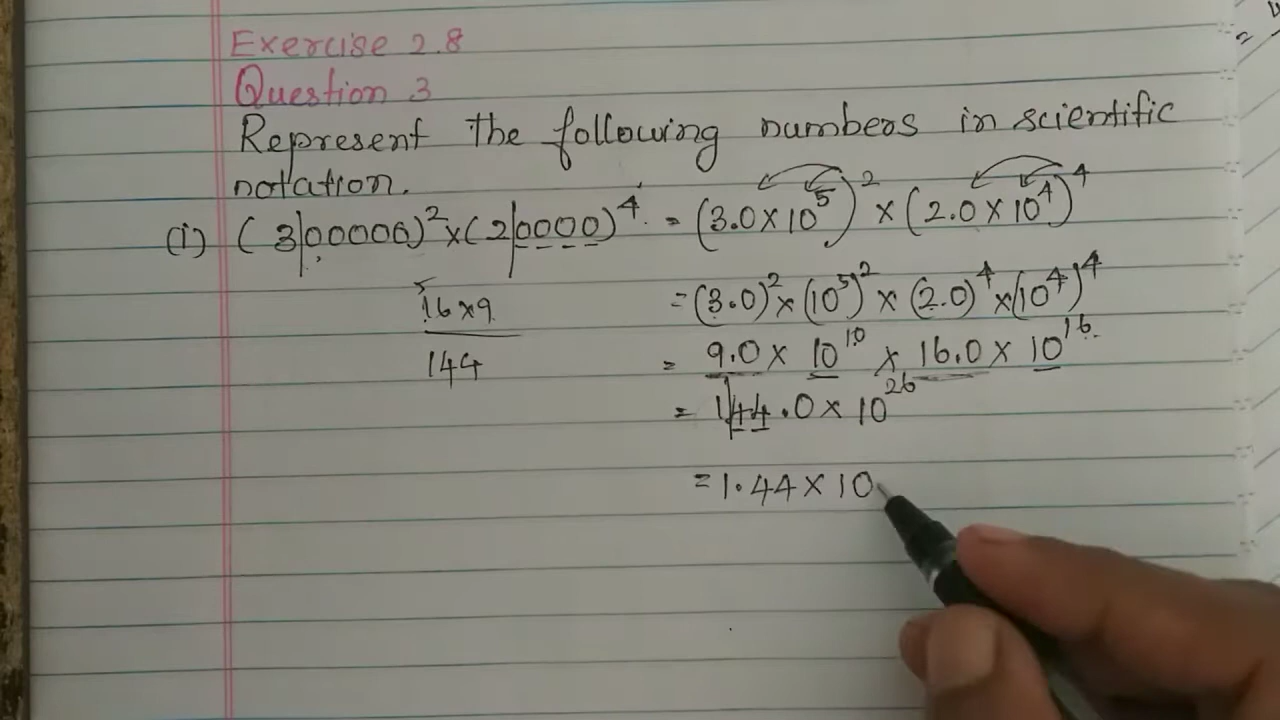 Exercise 2.8
Question 3
Represent the following numbers in scientific
notation.
(i) (300000)² × (20000)⁴ = (3.0 × 10⁵)² × (2.0 × 10⁴)⁴
= (3.0)² × (10⁵)² × (2.0)⁴ × (10⁴)⁴
16 × 9
144
= 9.0 × 10¹⁰ × 16.0 × 10¹⁶
= 144.0 × 10²⁶
= 1.44 × 10